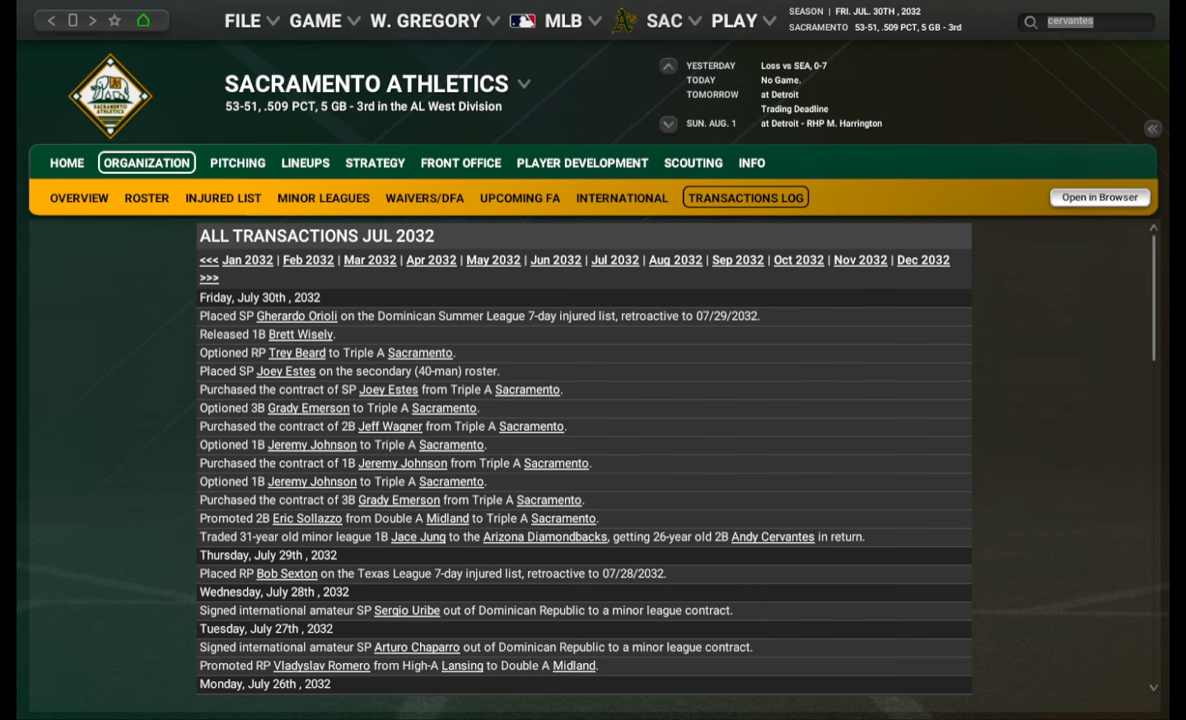 FILE GAME W. GREGORY MLB SAC PLAY
SEASON | FRI. JUL. 30TH , 2032
SACRAMENTO 53-51, .509 PCT, 5 GB - 3rd
cervantes
SACRAMENTO ATHLETICS
53-51, .509 PCT, 5 GB - 3rd in the AL West Division
SACRAMENTO
ATHLETICS
YESTERDAY Loss vs SEA, 0-7
TODAY No Game.
TOMORROW at Detroit
Trading Deadline
SUN. AUG. 1 at Detroit - RHP M. Harrington
HOME ORGANIZATION PITCHING LINEUPS STRATEGY FRONT OFFICE PLAYER DEVELOPMENT SCOUTING INFO
OVERVIEW ROSTER INJURED LIST MINOR LEAGUES WAIVERS/DFA UPCOMING FA INTERNATIONAL TRANSACTIONS LOG Open in Browser
ALL TRANSACTIONS JUL 2032
<<< Jan 2032 | Feb 2032 | Mar 2032 | Apr 2032 | May 2032 | Jun 2032 | Jul 2032 | Aug 2032 | Sep 2032 | Oct 2032 | Nov 2032 | Dec 2032
>>>
Friday, July 30th , 2032
Placed SP Gherardo Orioli on the Dominican Summer League 7-day injured list, retroactive to 07/29/2032.
Released 1B Brett Wisely.
Optioned RP Trey Beard to Triple A Sacramento.
Placed SP Joey Estes on the secondary (40-man) roster.
Purchased the contract of SP Joey Estes from Triple A Sacramento.
Optioned 3B Grady Emerson to Triple A Sacramento.
Purchased the contract of 2B Jeff Wagner from Triple A Sacramento.
Optioned 1B Jeremy Johnson to Triple A Sacramento.
Purchased the contract of 1B Jeremy Johnson from Triple A Sacramento.
Optioned 1B Jeremy Johnson to Triple A Sacramento.
Purchased the contract of 3B Grady Emerson from Triple A Sacramento.
Promoted 2B Eric Sollazzo from Double A Midland to Triple A Sacramento.
Traded 31-year old minor league 1B Jace Jung to the Arizona Diamondbacks, getting 26-year old 2B Andy Cervantes in return.
Thursday, July 29th , 2032
Placed RP Bob Sexton on the Texas League 7-day injured list, retroactive to 07/28/2032.
Wednesday, July 28th , 2032
Signed international amateur SP Sergio Uribe out of Dominican Republic to a minor league contract.
Tuesday, July 27th , 2032
Signed international amateur SP Arturo Chaparro out of Dominican Republic to a minor league contract.
Promoted RP Vladyslav Romero from High-A Lansing to Double A Midland.
Monday, July 26th , 2032